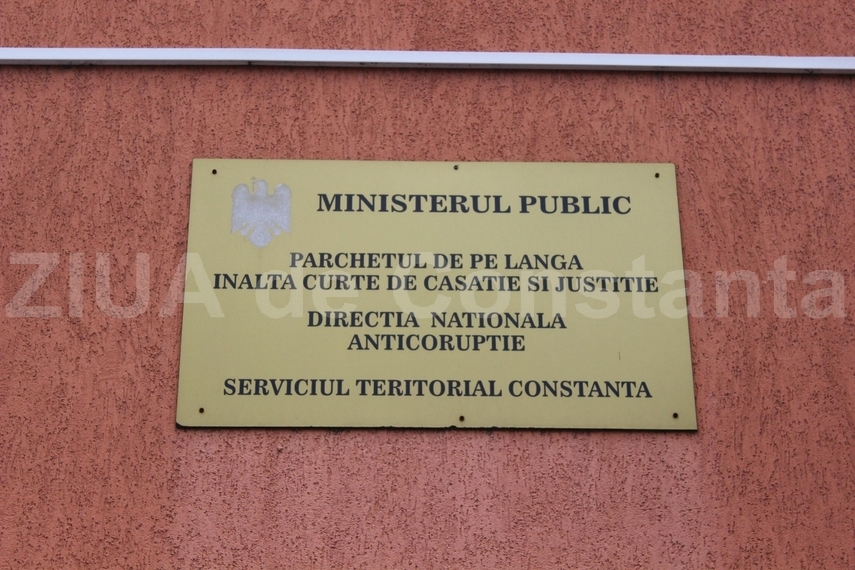 MINISTERUL PUBLIC
PARCHETUL DE PE LANGA
INALTA CURTE DE CASATIE SI JUSTITIE
DIRECTIA NATIONALA
ANTICORUPTIE
SERVICIUL TERITORIAL CONSTANTA
ZIUA de Constanta